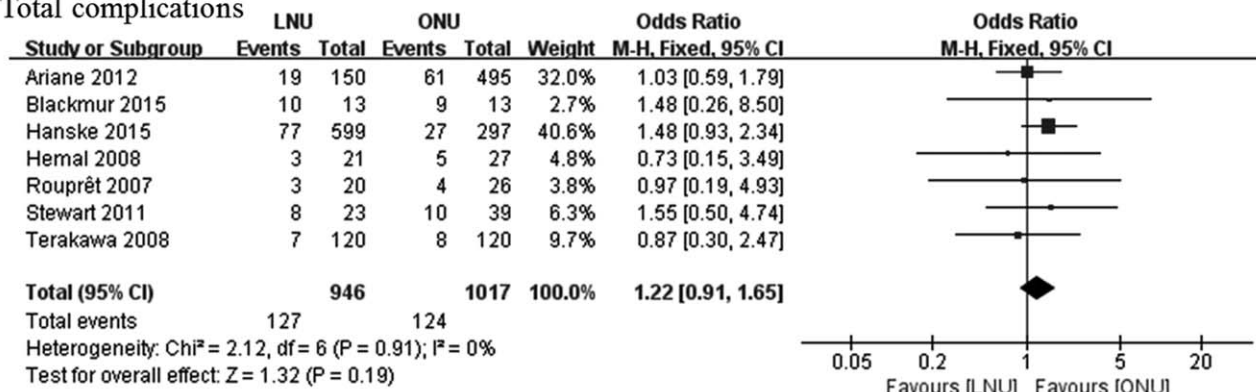 Total complications
LNU ONU Odds Ratio Odds Ratio
Study or Subgroup Events Total Events Total Weight M-H, Fixed, 95% CI M-H, Fixed, 95% CI
Ariane 2012 19 150 61 495 32.0% 1.03 [0.59, 1.79]
Blackmur 2015 10 13 9 13 2.7% 1.48 [0.26, 8.50]
Hanske 2015 77 599 27 297 40.6% 1.48 [0.93, 2.34]
Hemal 2008 3 21 5 27 4.8% 0.73 [0.15, 3.49]
Rouprêt 2007 3 20 4 26 3.8% 0.97 [0.19, 4.93]
Stewart 2011 8 23 10 39 6.3% 1.55 [0.50, 4.74]
Terakawa 2008 7 120 8 120 9.7% 0.87 [0.30, 2.47]
Total (95% CI) 946 1017 100.0% 1.22 [0.91, 1.65]
Total events 127 124
Heterogeneity: Chi² = 2.12, df = 6 (P = 0.91); I² = 0%
Test for overall effect: Z = 1.32 (P = 0.19)
0.05 0.2 1 5 20
Favours [LNU] Favours [ONU]